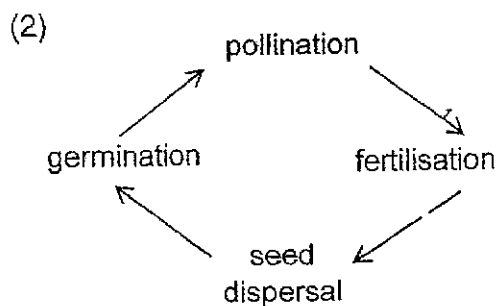 (2)
pollination
germination
fertilisation
seed
dispersal